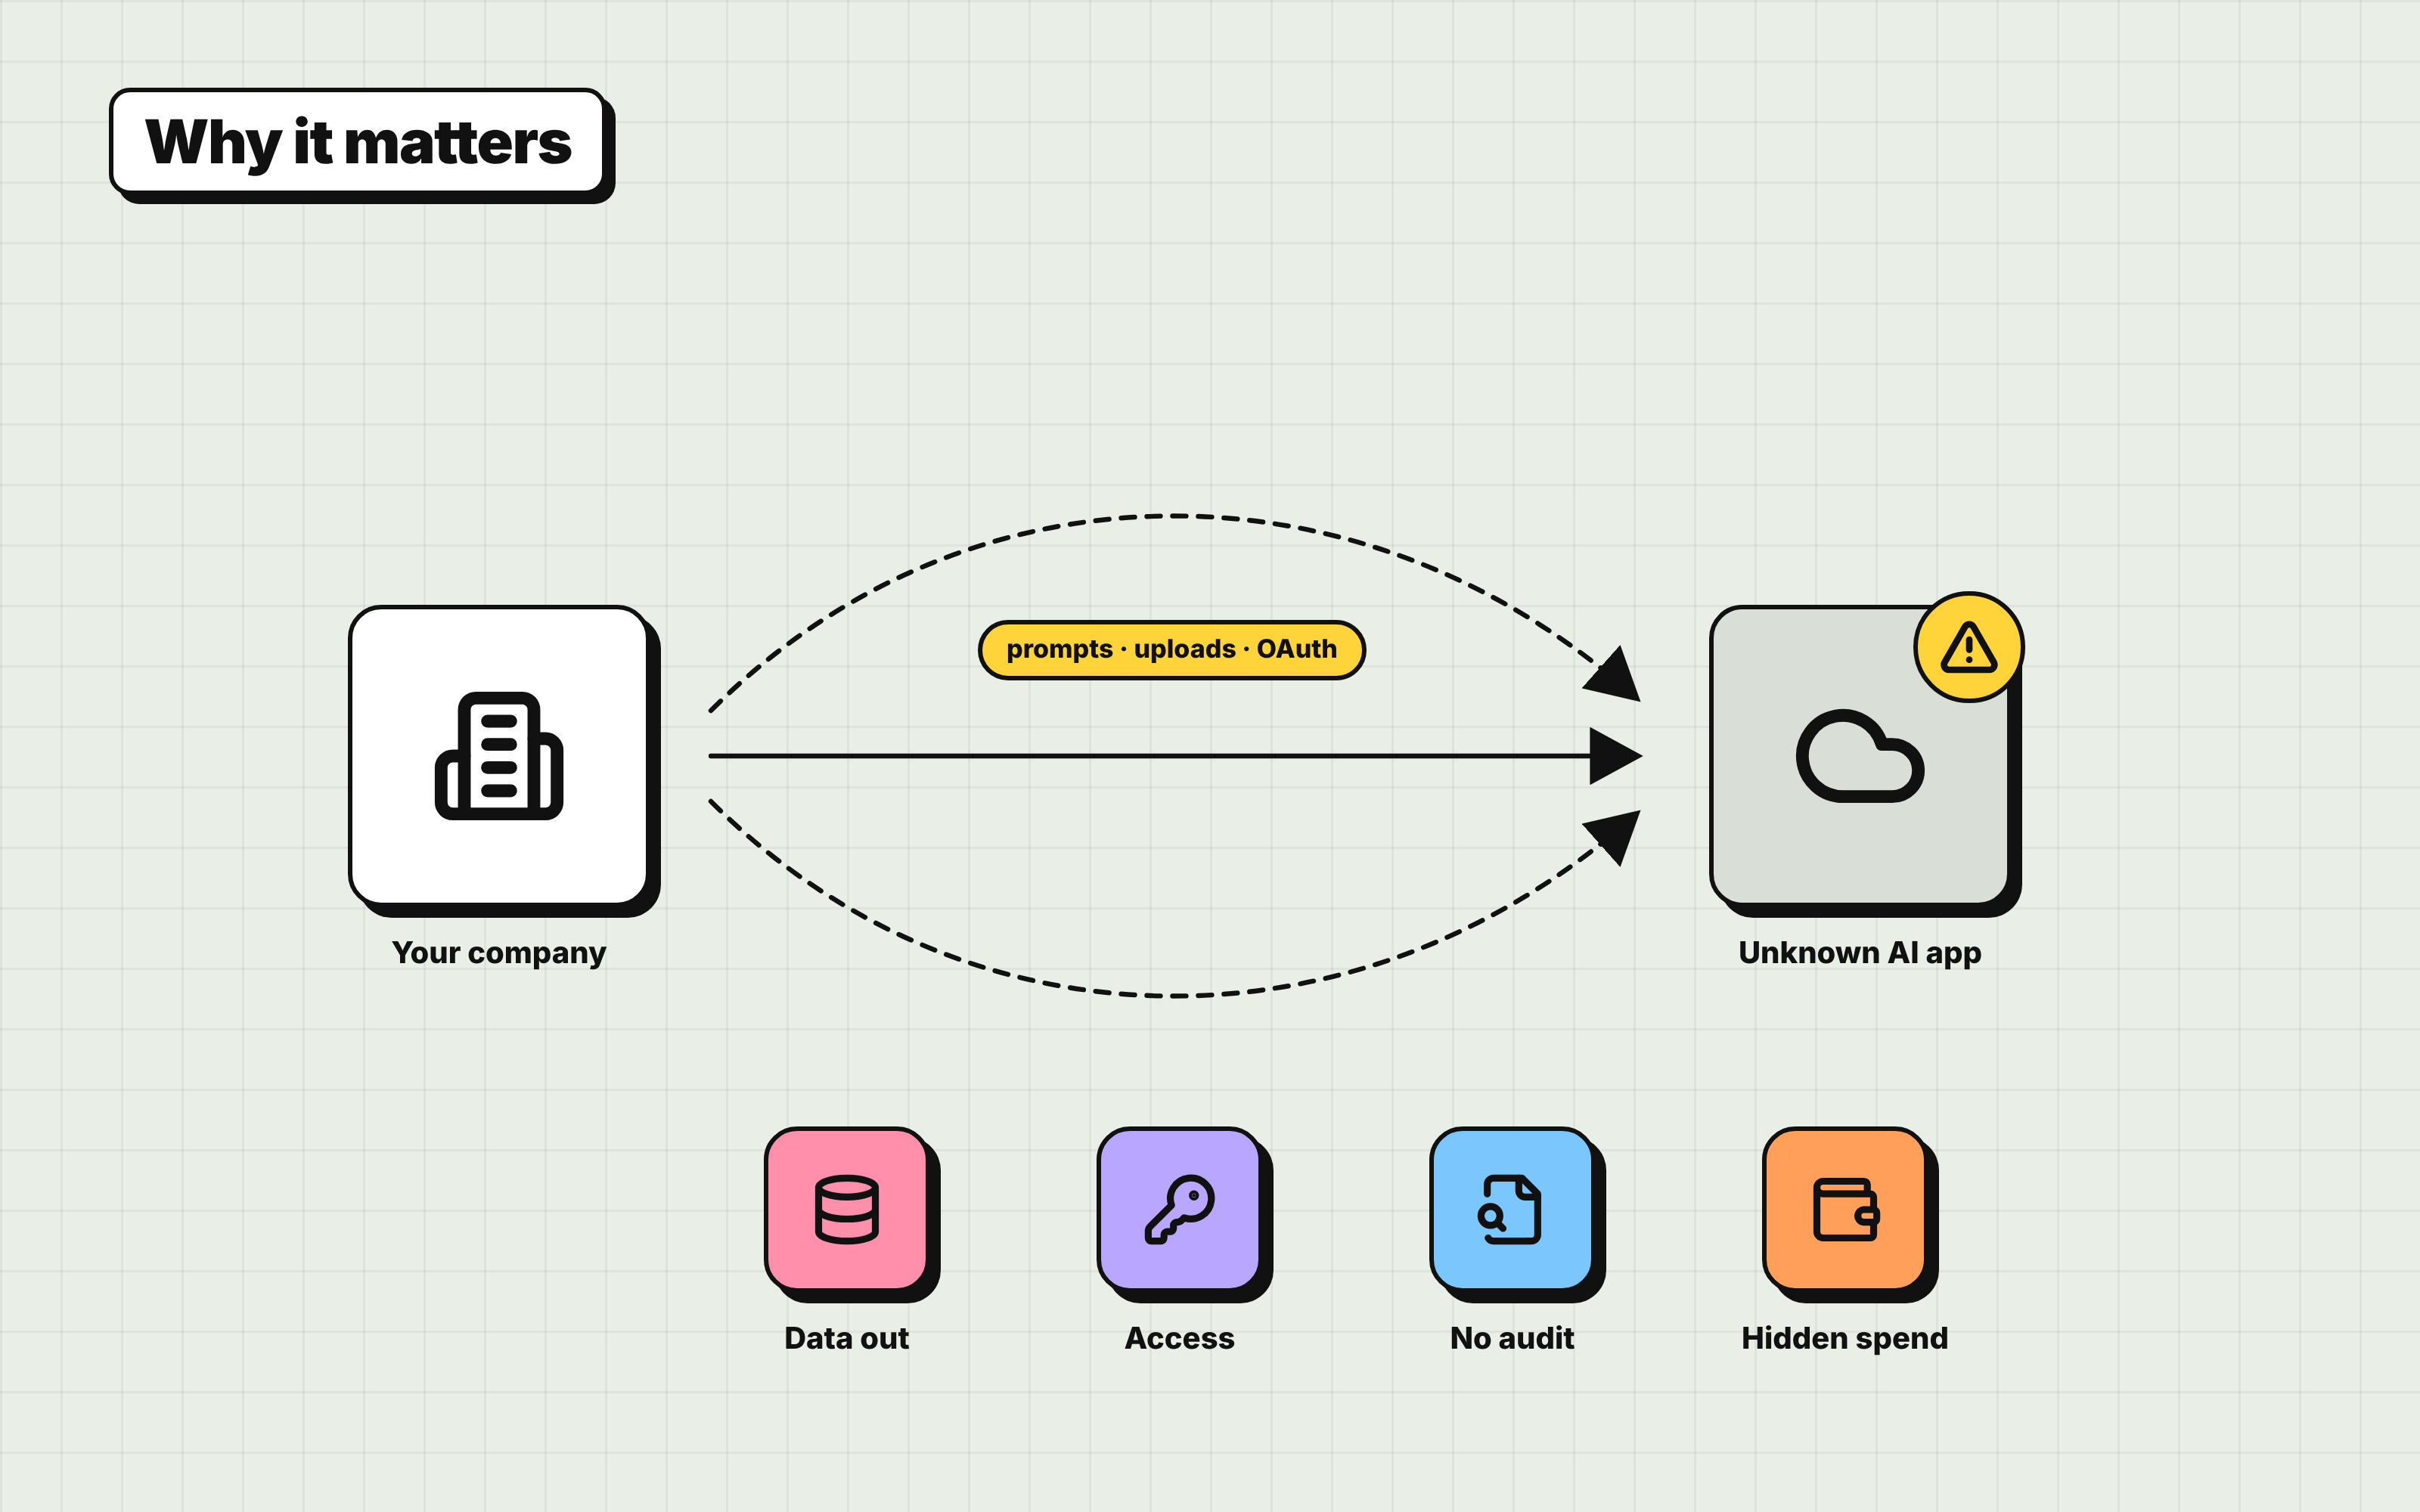 Why it matters
prompts · uploads · OAuth
Your company
Unknown AI app
Data out
Access
No audit
Hidden spend